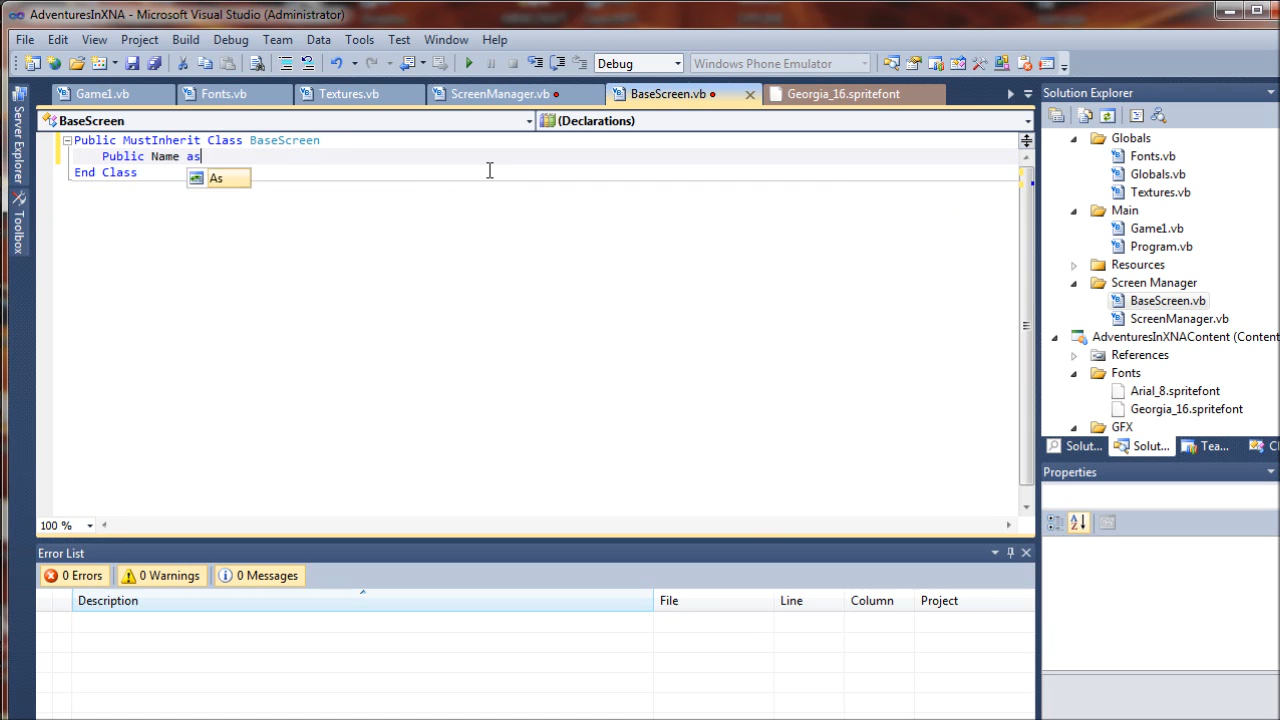 AdventuresInXNA - Microsoft Visual Studio (Administrator)
File Edit View Project Build Debug Team Data Tools Test Window Help
Debug Windows Phone Emulator
Game1.vb Fonts.vb Textures.vb ScreenManager.vb BaseScreen.vb Georgia_16.spritefont
BaseScreen (Declarations)
Public MustInherit Class BaseScreen
Public Name as
End Class
As
100 %
Server Explorer
Toolbox
Solution Explorer
Globals
Fonts.vb
Globals.vb
Textures.vb
Main
Game1.vb
Program.vb
Resources
Screen Manager
BaseScreen.vb
ScreenManager.vb
AdventuresInXNAContent (Content
References
Fonts
Arial_8.spritefont
Georgia_16.spritefont
GFX
Solut... Solut... Tea... Cl
Properties
Error List
0 Errors 0 Warnings 0 Messages
Description File Line Column Project